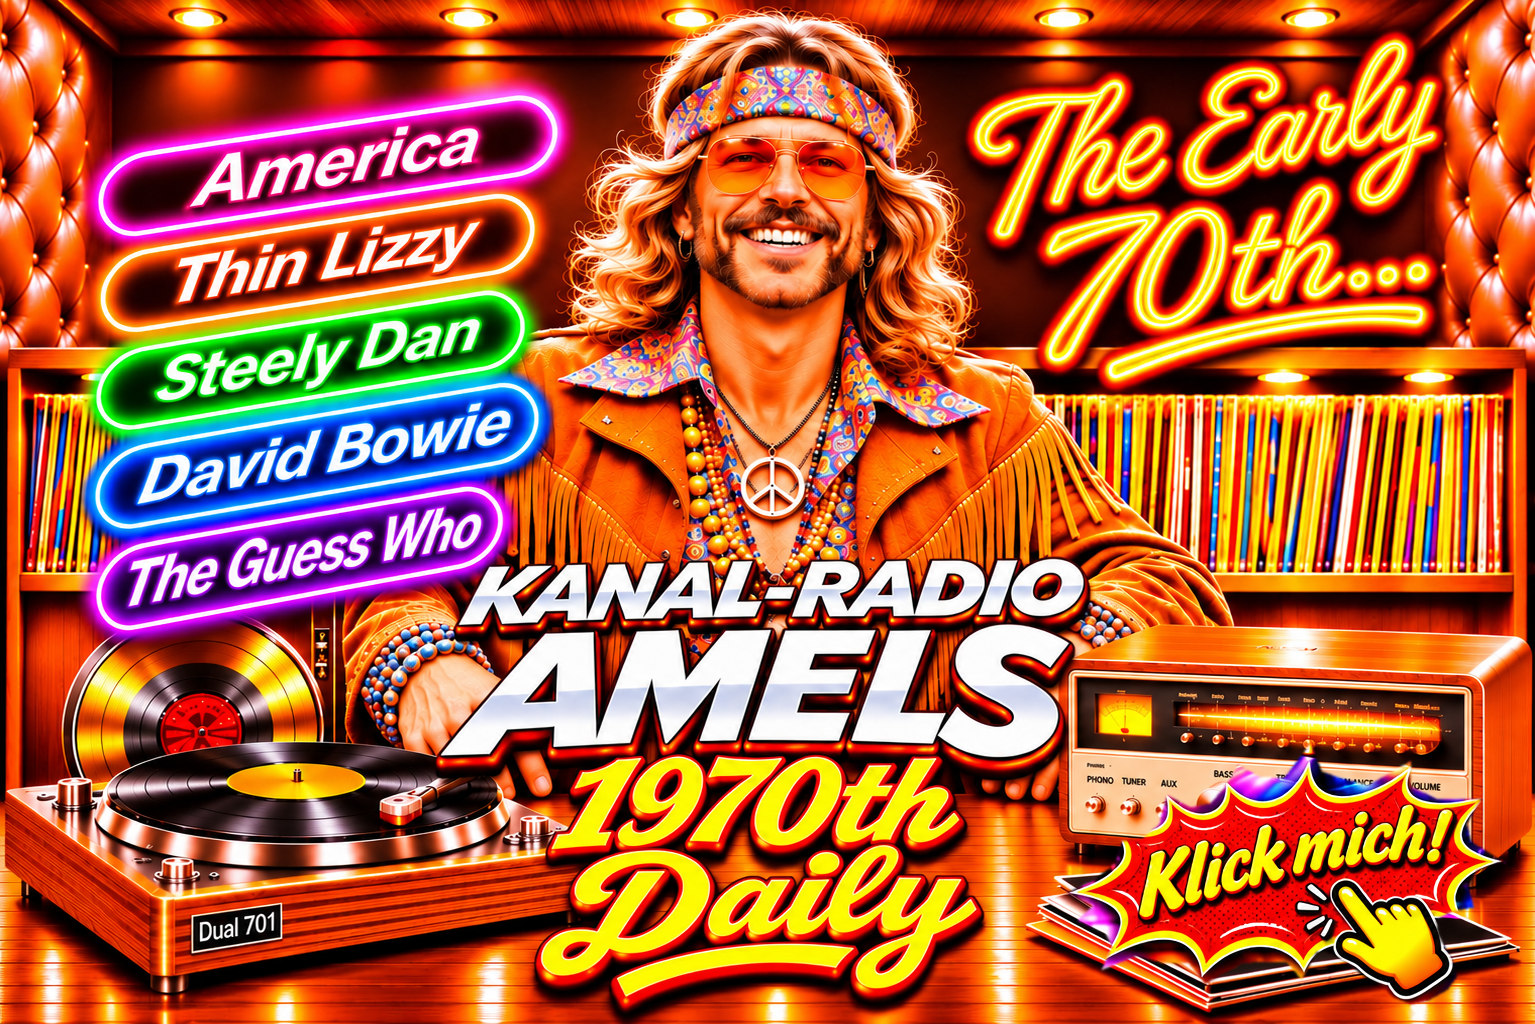 America
Thin Lizzy
Steely Dan
David Bowie
The Guess Who
The Early
70th...
KANAL-RADIO
AMELS
1970th
Daily
Dual 701
PHONO TUNER AUX
BASS
VOLUME
Klick mich!